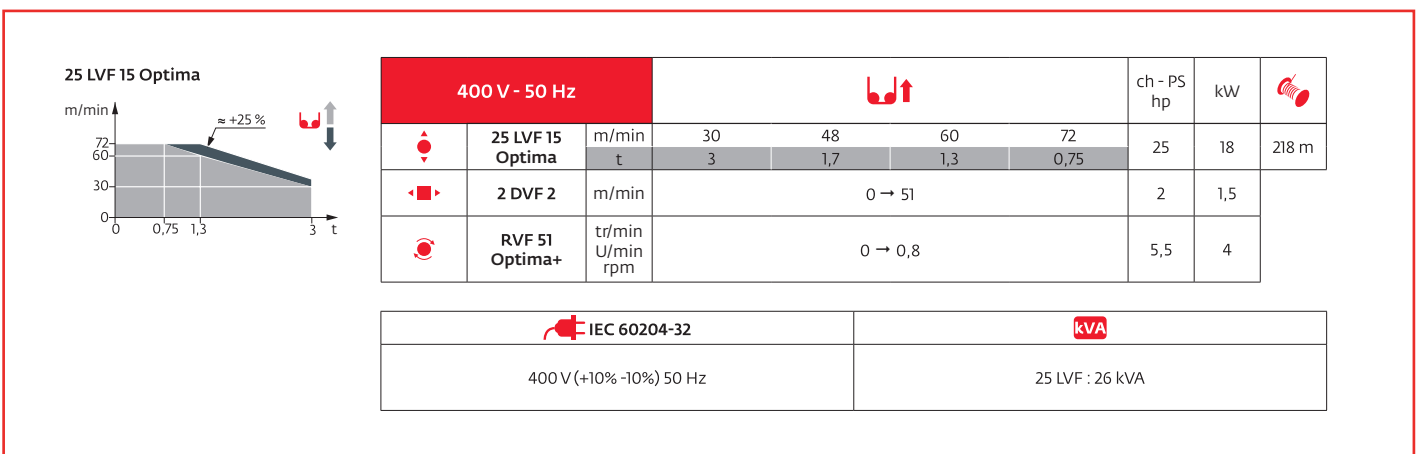 25 LVF 15 Optima
m/min
≈ +25 %
72
60
30
0
0 0,75 1,3 3 t
400 V - 50 Hz
ch - PS
hp
kW
25 LVF 15
Optima
m/min 30 48 60 72
t 3 1,7 1,3 0,75
25 18 218 m
2 DVF 2 m/min 0 → 51 2 1,5
RVF 51
Optima+
tr/min
U/min
rpm
0 → 0,8 5,5 4
IEC 60204-32 kVA
400 V (+10% -10%) 50 Hz 25 LVF : 26 kVA